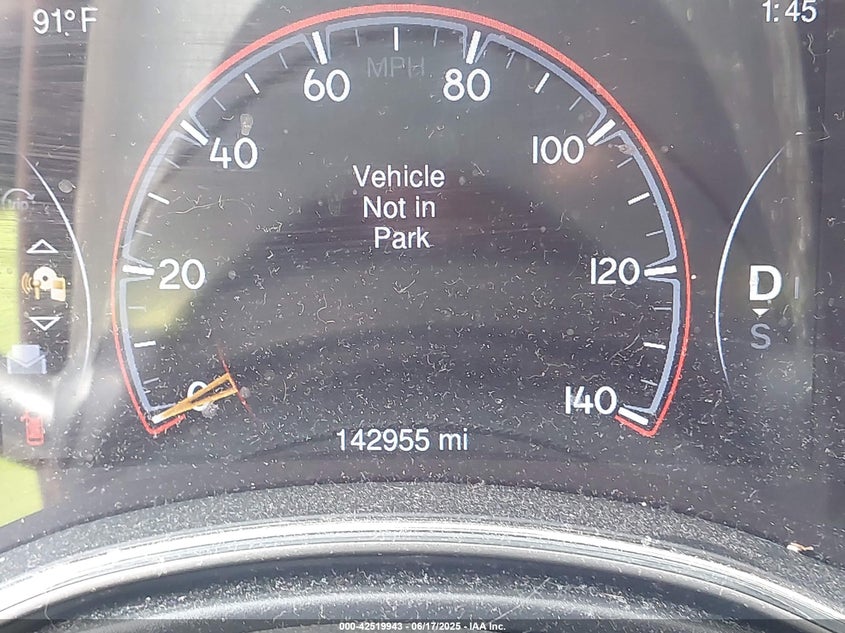 91°F
1:45
MPH
60
80
40
100
Vehicle
Not in
Park
20
120
D
S
0
140
142955 mi
000-42519943 - 06/17/2025 - IAA Inc.